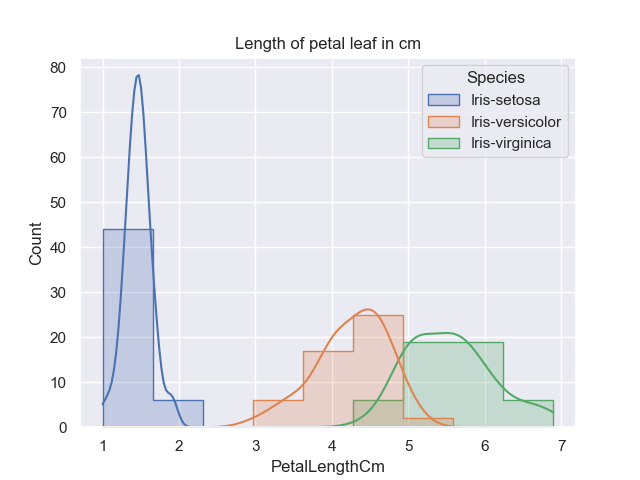 Length of petal leaf in cm
Species
Iris-setosa
Iris-versicolor
Iris-virginica
Count
80
70
60
50
40
30
20
10
0
1 2 3 4 5 6 7
PetalLengthCm